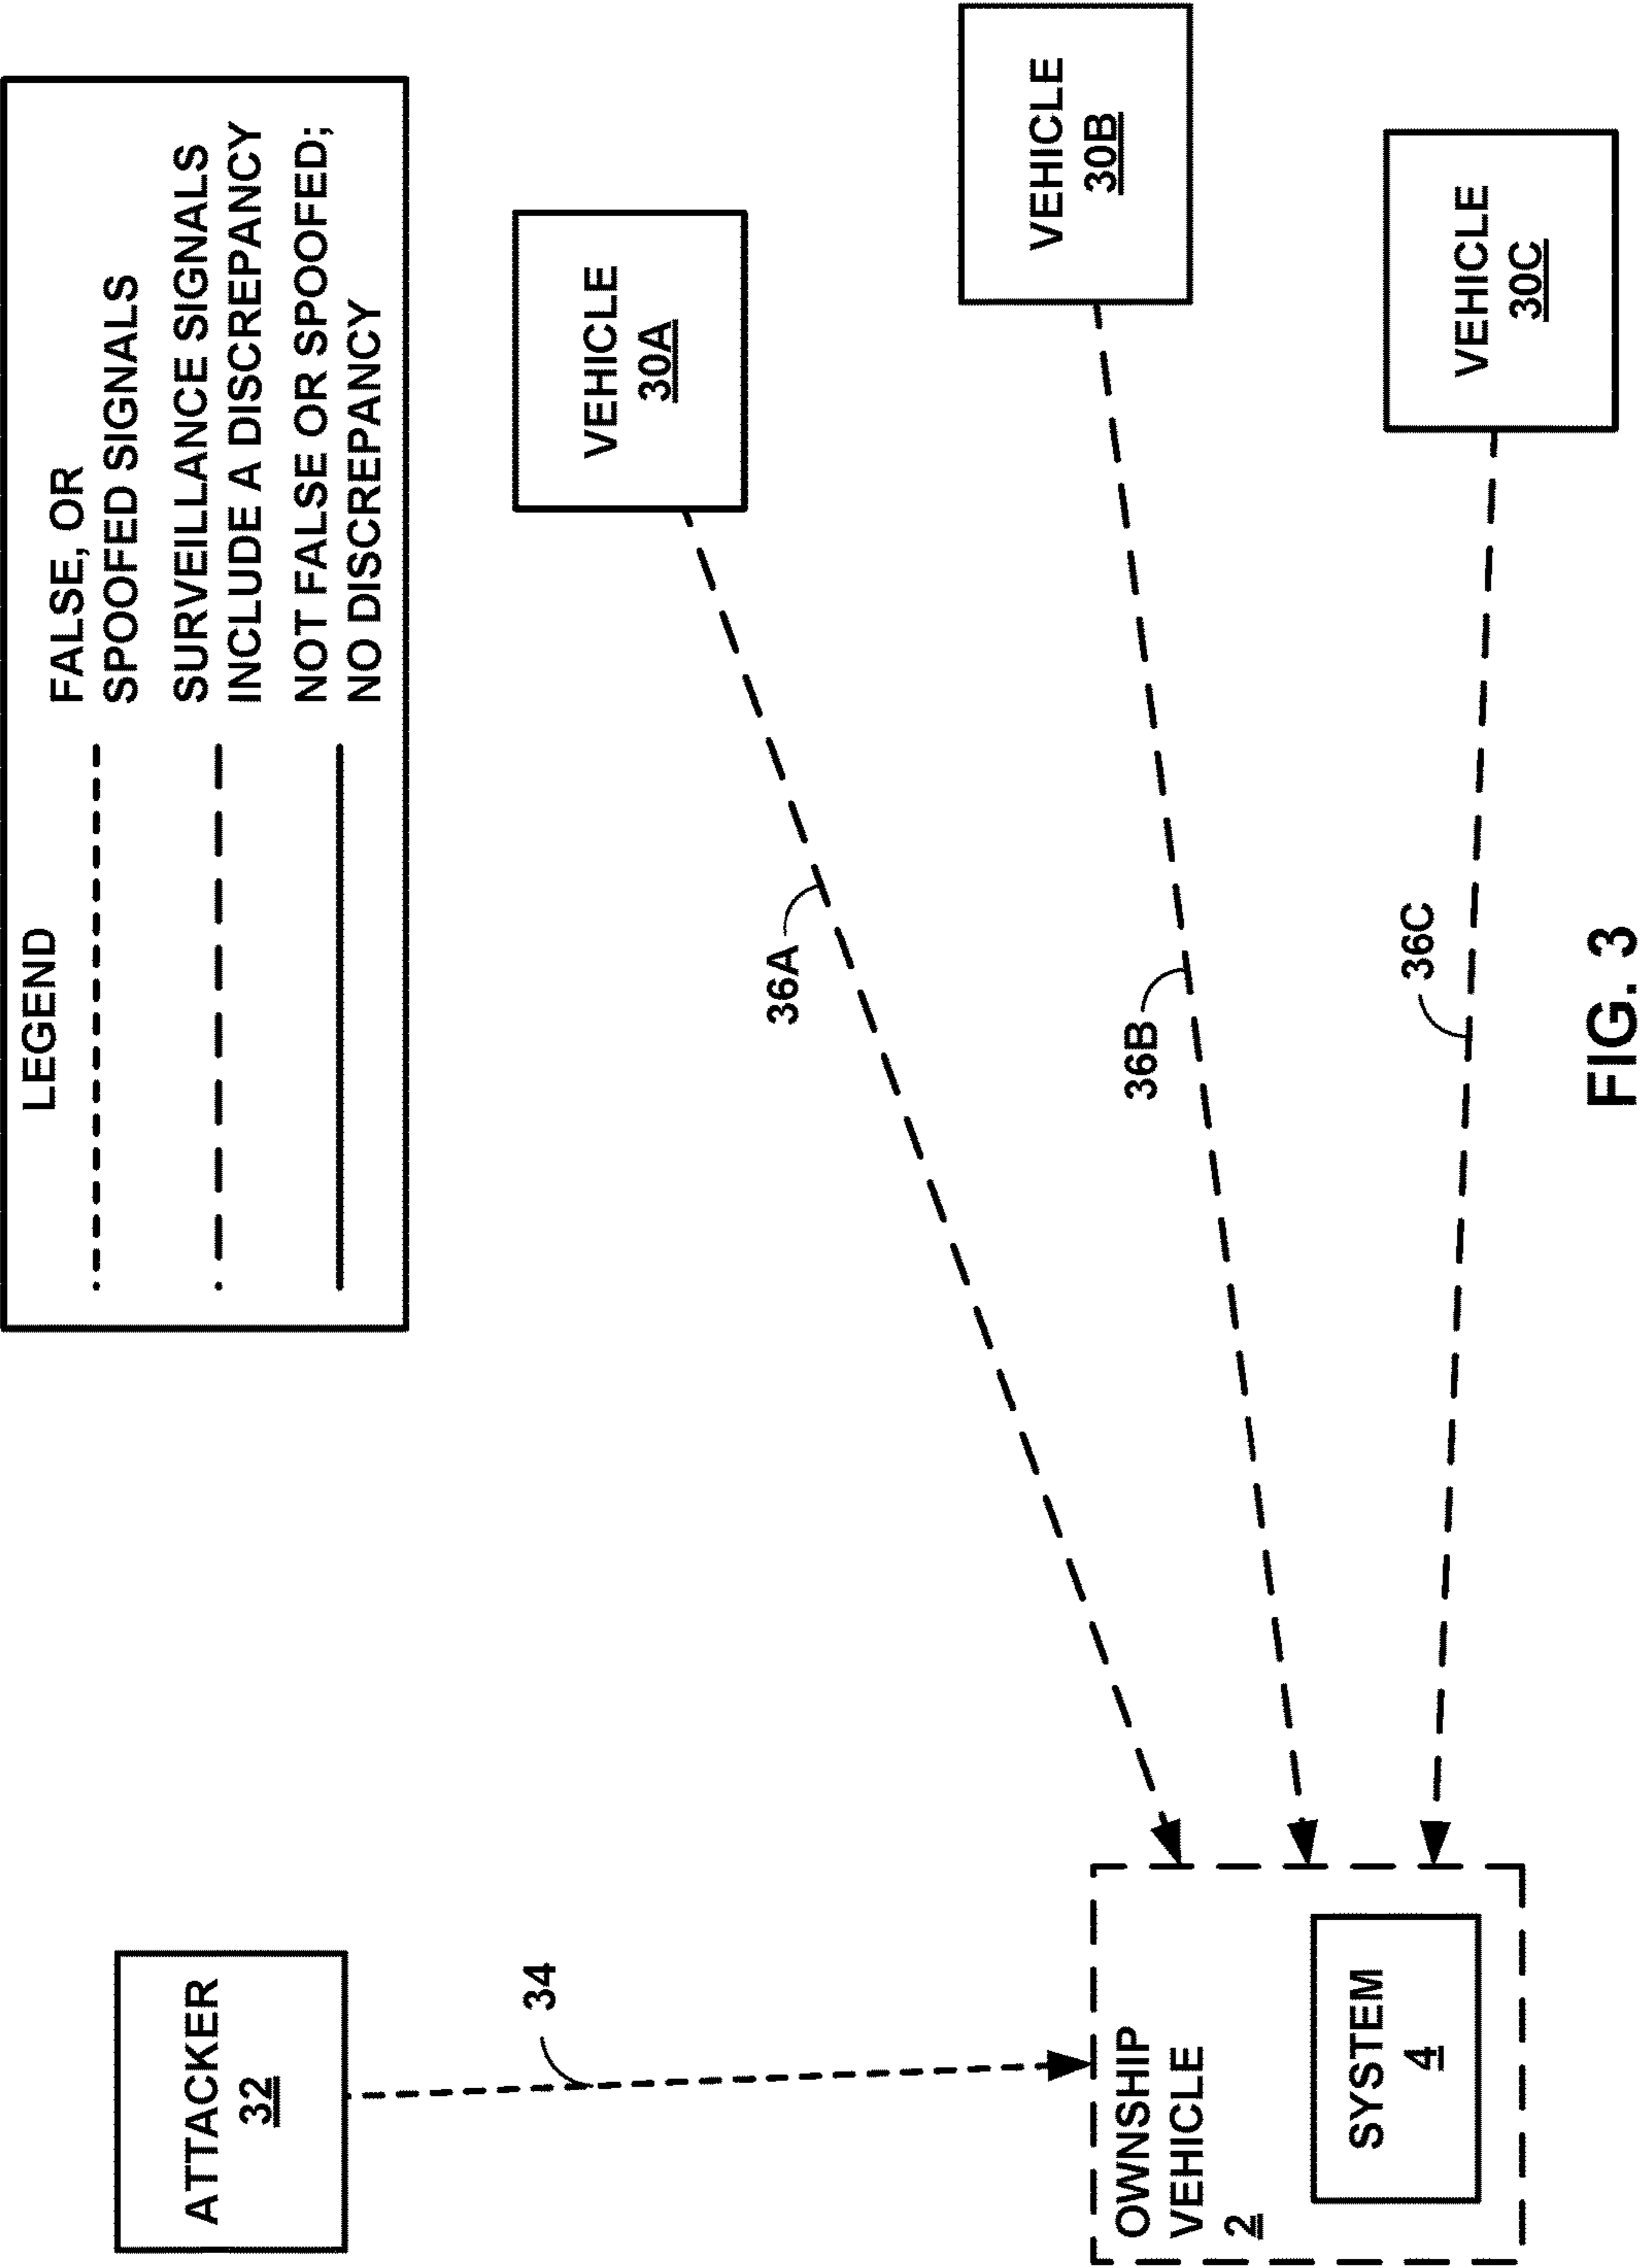 LEGEND
FALSE, OR
SPOOFED SIGNALS
SURVEILLANCE SIGNALS
INCLUDE A DISCREPANCY
NOT FALSE OR SPOOFED;
NO DISCREPANCY
ATTACKER
32
34
VEHICLE
30A
36A
VEHICLE
30B
36B
VEHICLE
30C
36C
OWNSHIP
VEHICLE
2
SYSTEM
4
FIG. 3